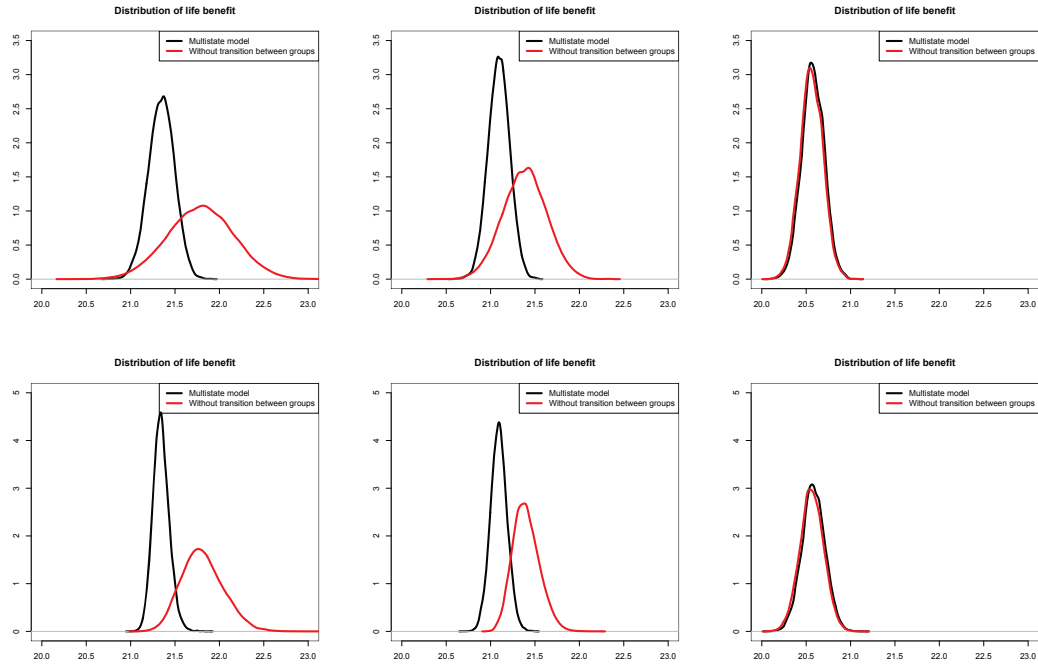 Distribution of life benefit
Multistate model
Without transition between groups
3.5
3.0
2.5
2.0
1.5
1.0
0.5
0.0
20.0 20.5 21.0 21.5 22.0 22.5 23.0
Distribution of life benefit
Multistate model
Without transition between groups
3.5
3.0
2.5
2.0
1.5
1.0
0.5
0.0
20.0 20.5 21.0 21.5 22.0 22.5 23.0
Distribution of life benefit
Multistate model
Without transition between groups
3.5
3.0
2.5
2.0
1.5
1.0
0.5
0.0
20.0 20.5 21.0 21.5 22.0 22.5 23.0
Distribution of life benefit
Multistate model
Without transition between groups
5
4
3
2
1
0
20.0 20.5 21.0 21.5 22.0 22.5 23.0
Distribution of life benefit
Multistate model
Without transition between groups
5
4
3
2
1
0
20.0 20.5 21.0 21.5 22.0 22.5 23.0
Distribution of life benefit
Multistate model
Without transition between groups
5
4
3
2
1
0
20.0 20.5 21.0 21.5 22.0 22.5 23.0